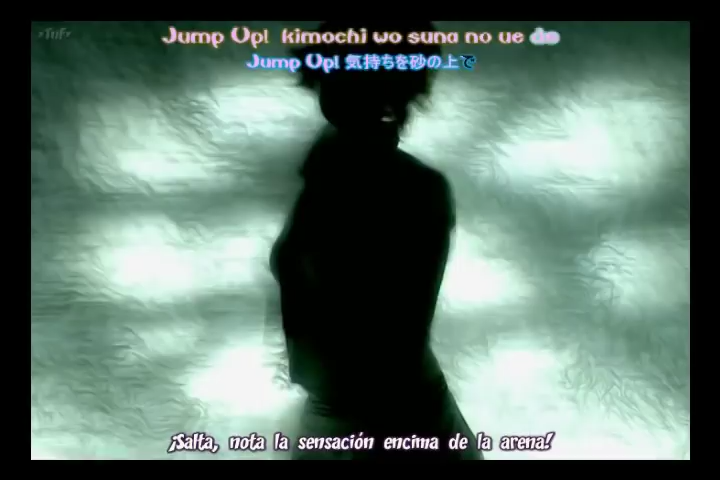 »TUF»
Jump Up! kimochi wo suna no ue de
Jump Up! 気持ちを砂の上で
¡Salta, nota la sensación encima de la arena!